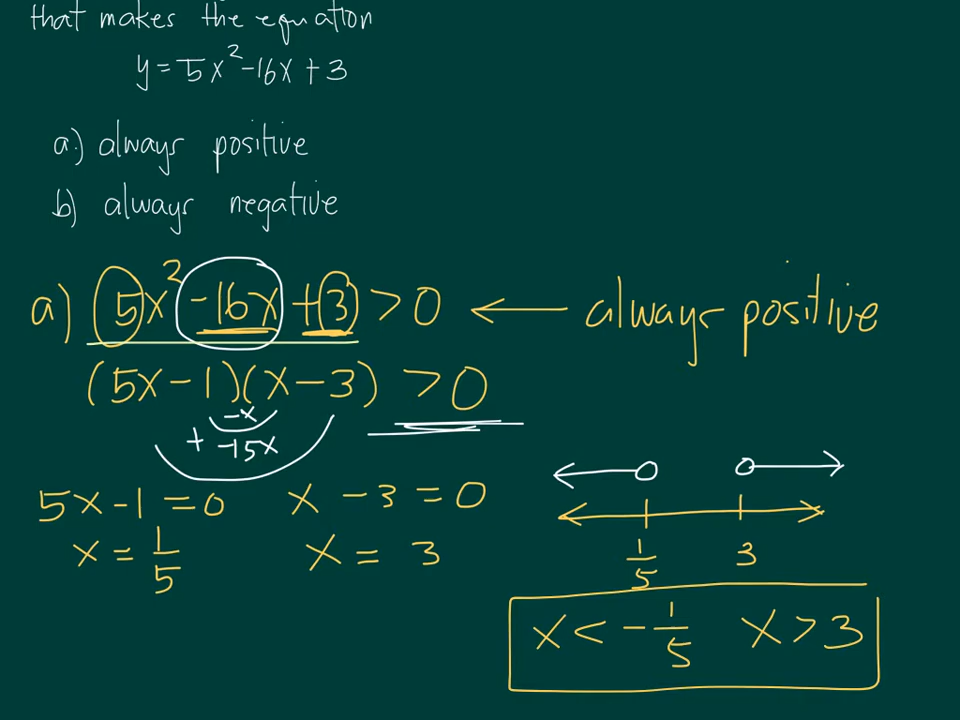 that makes the equation
y = 5x² -16x + 3
a.) always positive
b) always negative
a) 5x² -16x +3 > 0 ← always positive
(5x - 1)(x - 3) > 0
-x
+ -15x
5x -1 = 0 x - 3 = 0
x = 1/5 x = 3
1/5 3
x < - 1/5 x > 3